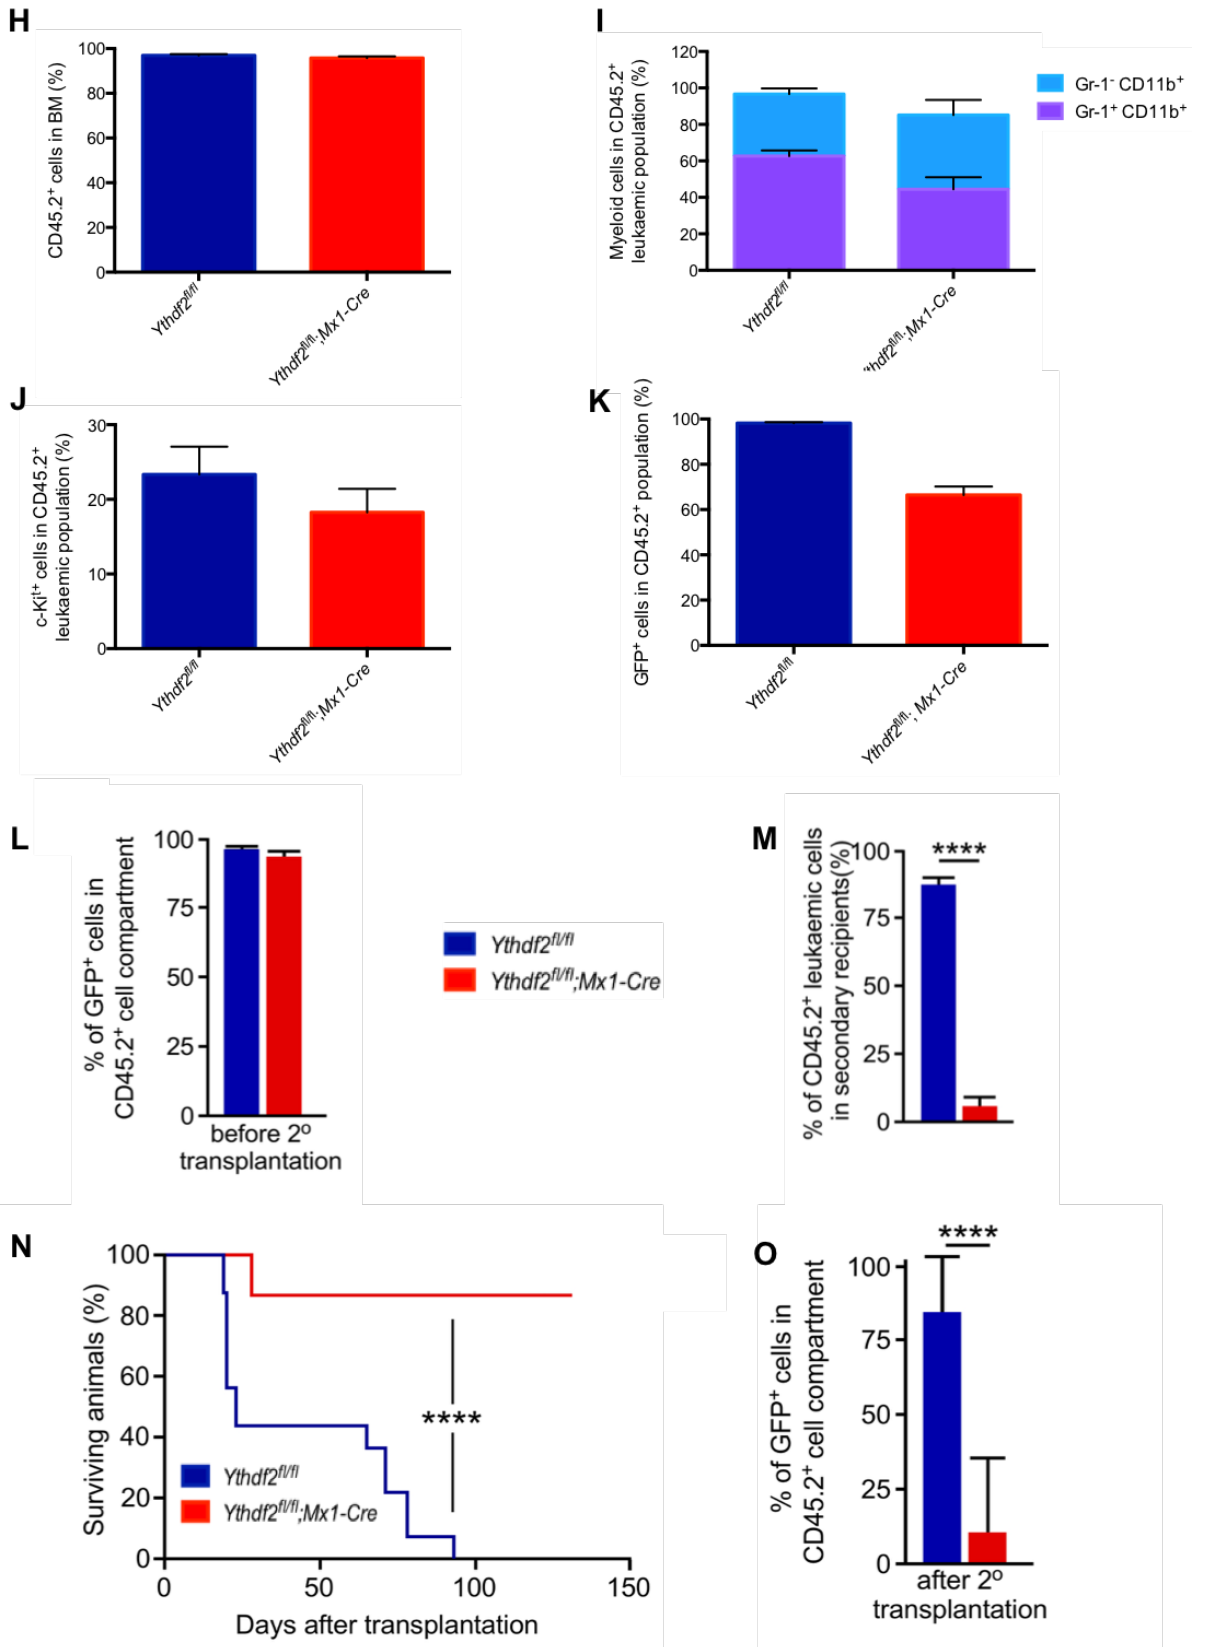 H
CD45.2⁺ cells in BM (%)
100
80
60
40
20
0
Ythdf2fl/fl
Ythdf2fl/fl;Mx1-Cre
I
Myeloid cells in CD45.2⁺
leukaemic population (%)
120
100
80
60
40
20
0
Ythdf2fl/fl
thdf2fl/fl;Mx1-Cre
Gr-1⁻ CD11b⁺
Gr-1⁺ CD11b⁺
J
c-Kit⁺ cells in CD45.2⁺
leukaemic population (%)
30
20
10
0
Ythdf2fl/fl
Ythdf2fl/fl;Mx1-Cre
K
GFP⁺ cells in CD45.2⁺ population (%)
100
80
60
40
20
0
Ythdf2fl/fl
Ythdf2fl/fl; Mx1-Cre
L
% of GFP⁺ cells in
CD45.2⁺ cell compartment
100
75
50
25
0
before 2º
transplantation
Ythdf2fl/fl
Ythdf2fl/fl;Mx1-Cre
M
% of CD45.2⁺ leukaemic cells
in secondary recipients(%)
100
75
50
25
0
****
N
Surviving animals (%)
100
80
60
40
20
0
****
Ythdf2fl/fl
Ythdf2fl/fl;Mx1-Cre
0 50 100 150
Days after transplantation
O
% of GFP⁺ cells in
CD45.2⁺ cell compartment
100
75
50
25
0
****
after 2º
transplantation